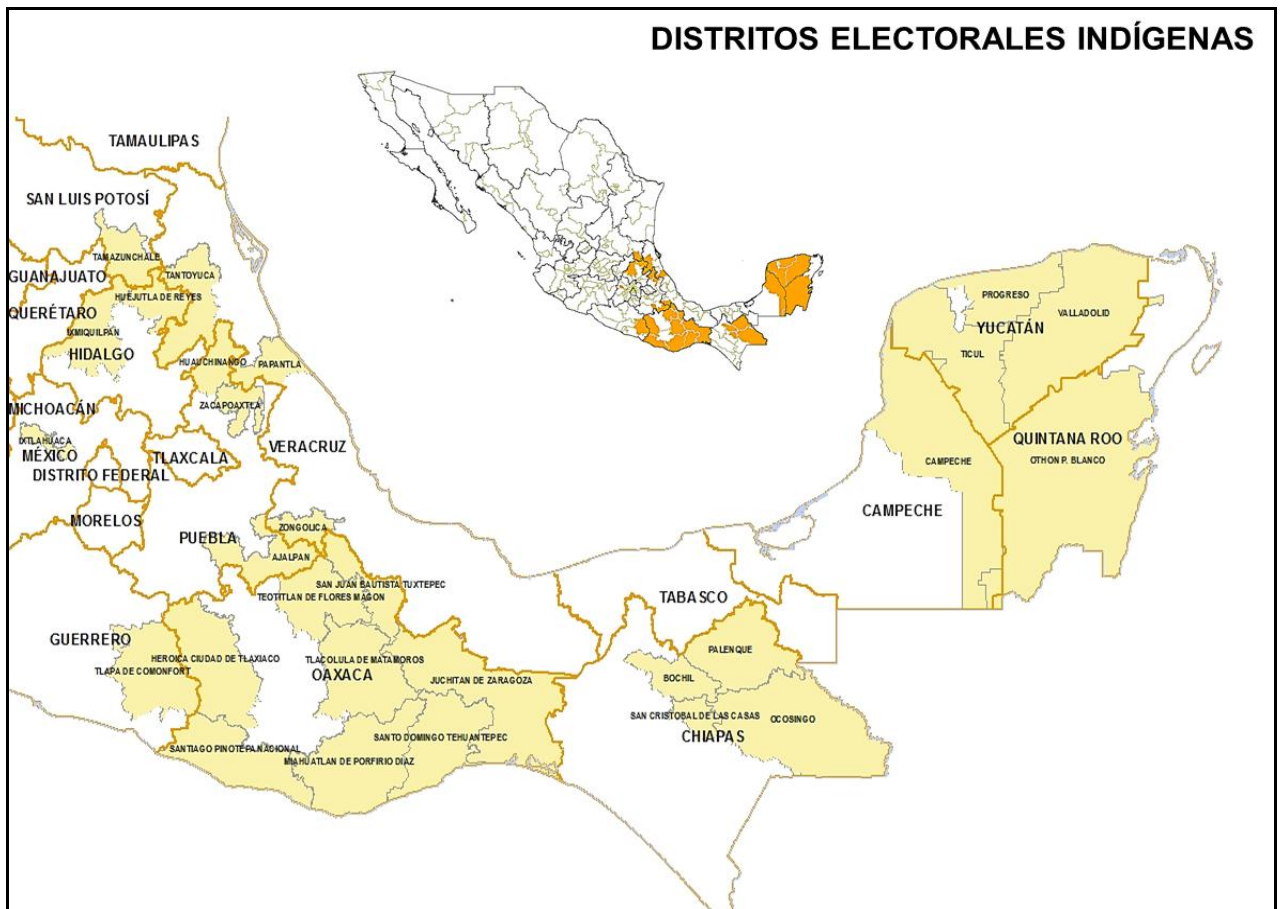 DISTRITOS ELECTORALES INDÍGENAS
TAMAULIPAS
SAN LUIS POTOSÍ
TAMAZUNCHALE
GUANAJUATO
TANTOYUCA
HUEJUTLA DE REYES
QUERÉTARO
IXMIQUILPAN
HIDALGO
HUAUCHINANGO
PAPANTLA
ZACAPOAXTLA
MICHOACÁN
IXTLAHUACA
MÉXICO
DISTRITO FEDERAL
TLAXCALA
VERACRUZ
MORELOS
PUEBLA
ZONGOLICA
AJALPAN
SAN JUAN BAUTISTA TUXTEPEC
TEOTITLAN DE FLORES MAGON
GUERRERO
TLAPA DE COMONFORT
HEROICA CIUDAD DE TLAXIACO
TLACOLULA DE MATAMOROS
OAXACA
JUCHITAN DE ZARAGOZA
SANTO DOMINGO TEHUANTEPEC
SANTIAGO PINOTEPA NACIONAL
MIAHUATLAN DE PORFIRIO DIAZ
TABASCO
PALENQUE
BOCHIL
SAN CRISTOBAL DE LAS CASAS
OCOSINGO
CHIAPAS
PROGRESO
VALLADOLID
YUCATÁN
TICUL
QUINTANA ROO
OTHON P. BLANCO
CAMPECHE
CAMPECHE